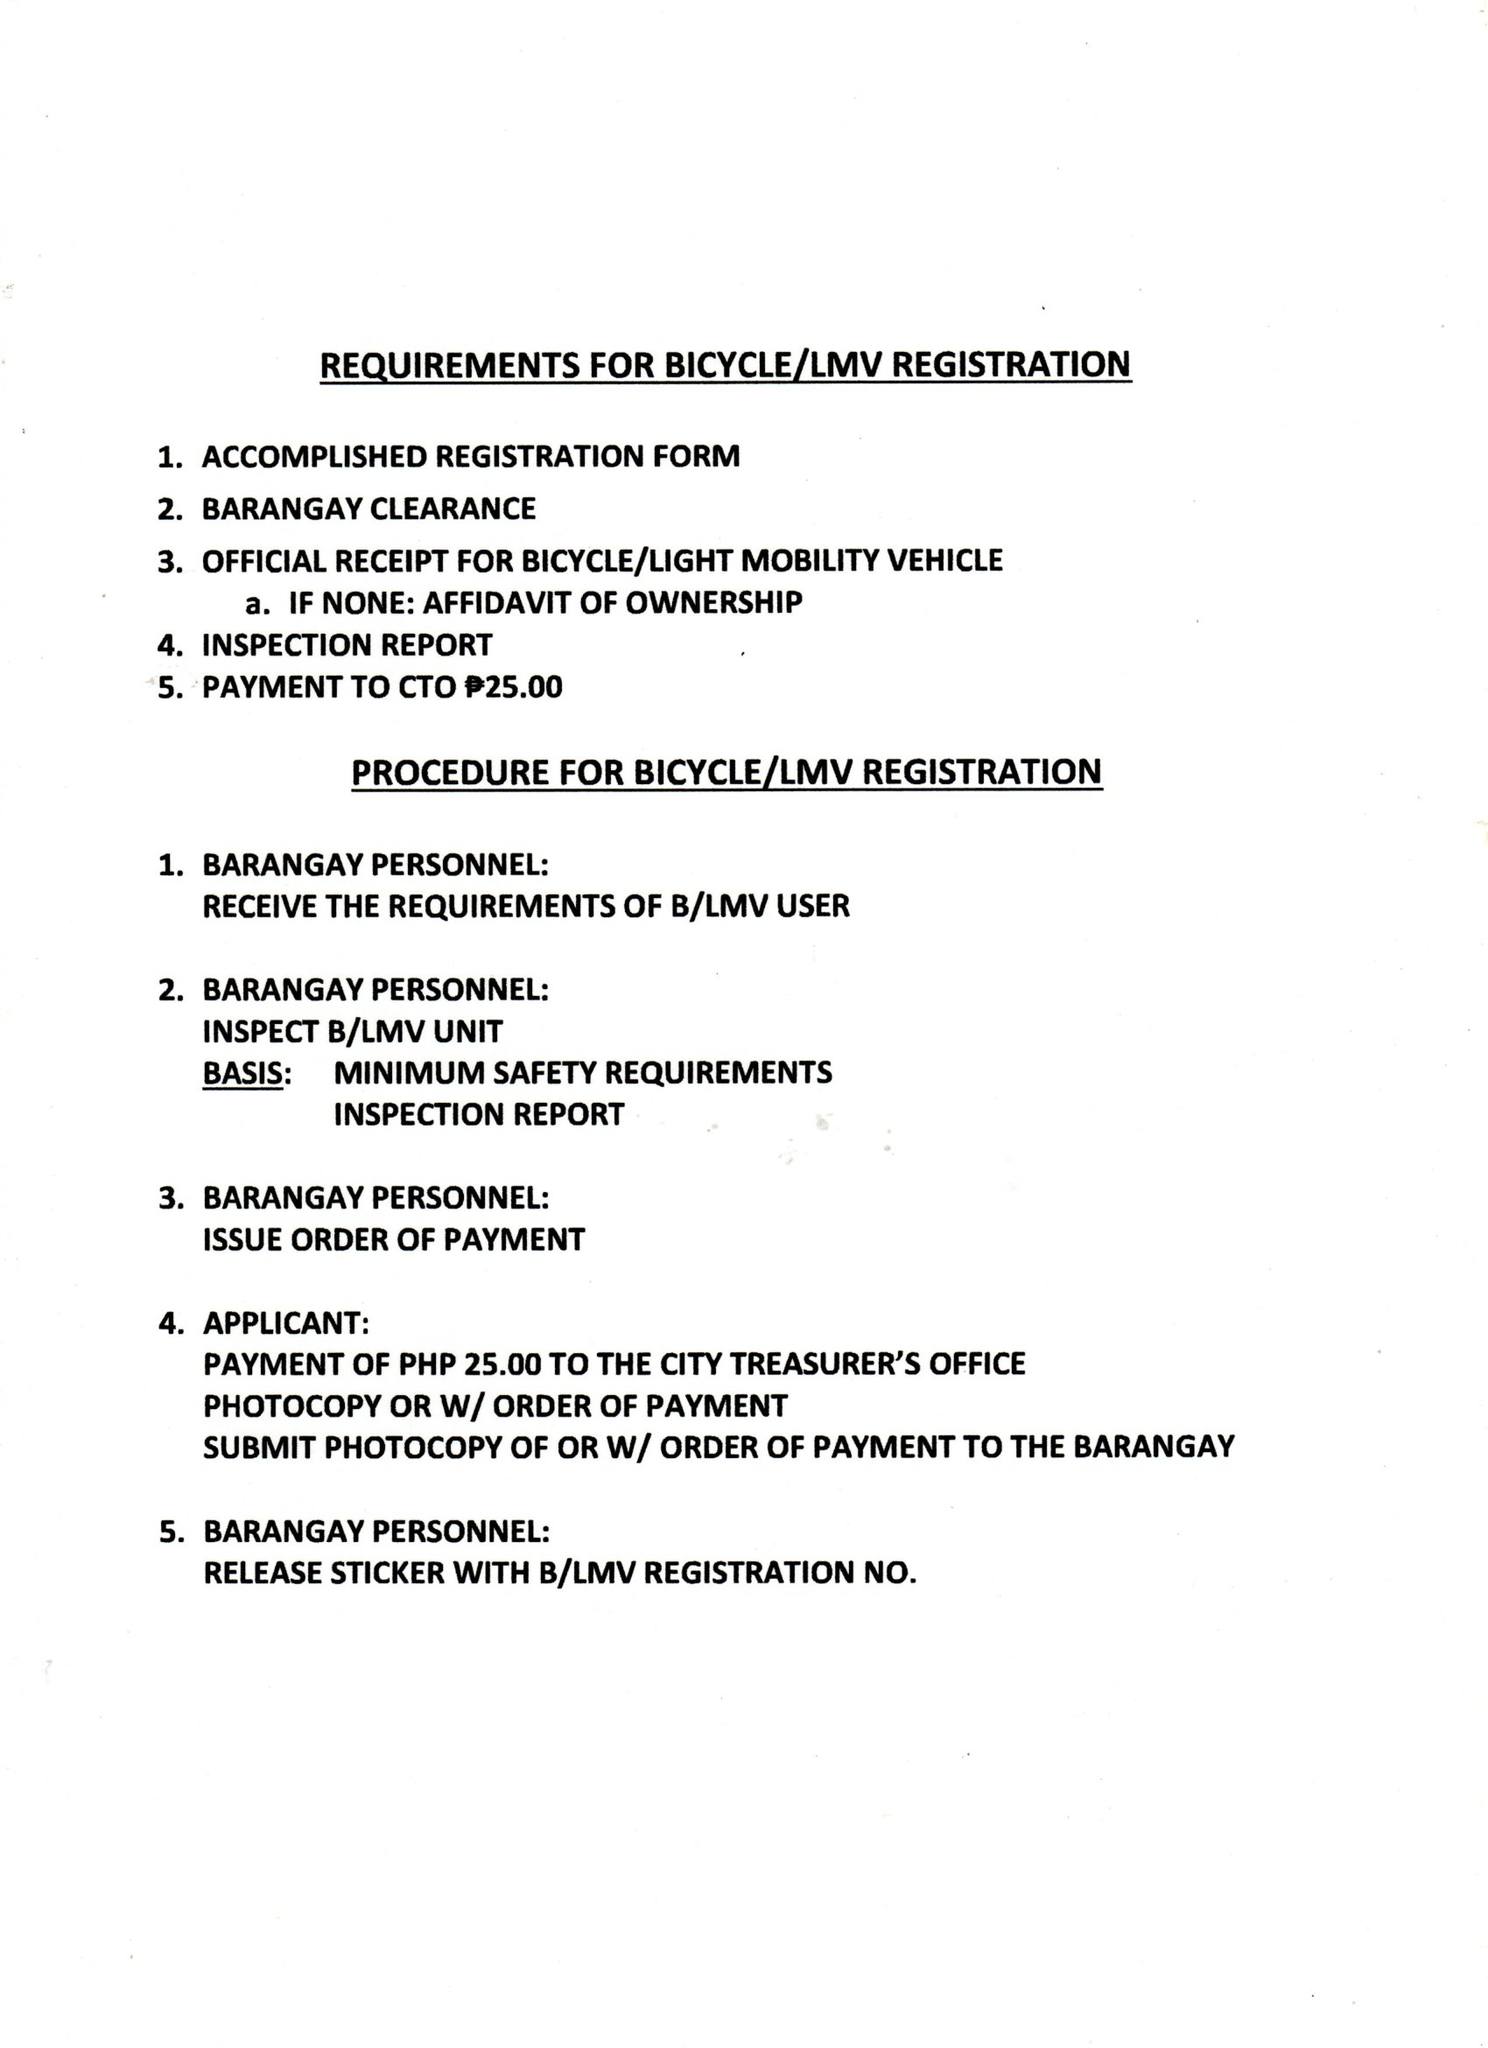 REQUIREMENTS FOR BICYCLE/LMV REGISTRATION
1. ACCOMPLISHED REGISTRATION FORM
2. BARANGAY CLEARANCE
3. OFFICIAL RECEIPT FOR BICYCLE/LIGHT MOBILITY VEHICLE
a. IF NONE: AFFIDAVIT OF OWNERSHIP
4. INSPECTION REPORT
5. PAYMENT TO CTO ₱25.00
PROCEDURE FOR BICYCLE/LMV REGISTRATION
1. BARANGAY PERSONNEL:
RECEIVE THE REQUIREMENTS OF B/LMV USER
2. BARANGAY PERSONNEL:
INSPECT B/LMV UNIT
BASIS: MINIMUM SAFETY REQUIREMENTS
INSPECTION REPORT
3. BARANGAY PERSONNEL:
ISSUE ORDER OF PAYMENT
4. APPLICANT:
PAYMENT OF PHP 25.00 TO THE CITY TREASURER'S OFFICE
PHOTOCOPY OR W/ ORDER OF PAYMENT
SUBMIT PHOTOCOPY OF OR W/ ORDER OF PAYMENT TO THE BARANGAY
5. BARANGAY PERSONNEL:
RELEASE STICKER WITH B/LMV REGISTRATION NO.